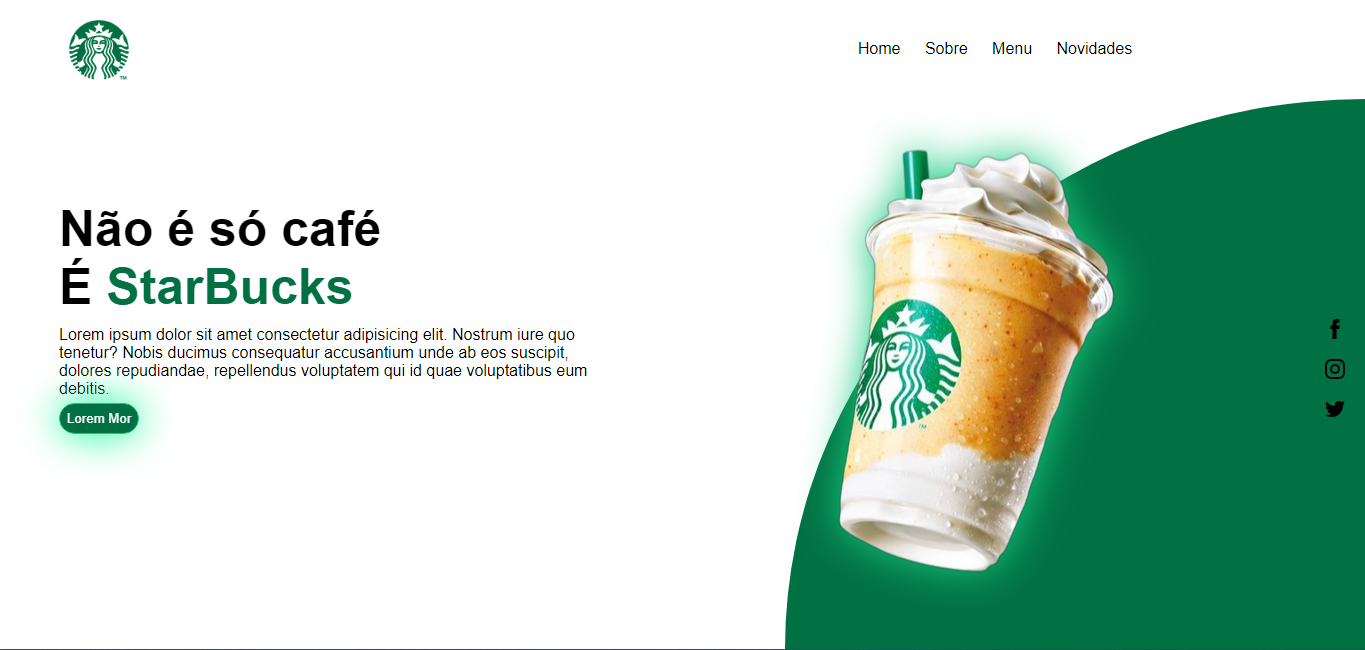 Home Sobre Menu Novidades
Não é só café
É StarBucks
Lorem ipsum dolor sit amet consectetur adipisicing elit. Nostrum iure quo
tenetur? Nobis ducimus consequatur accusantium unde ab eos suscipit,
dolores repudiandae, repellendus voluptatem qui id quae voluptatibus eum
debitis.
Lorem Mor
TM
TM